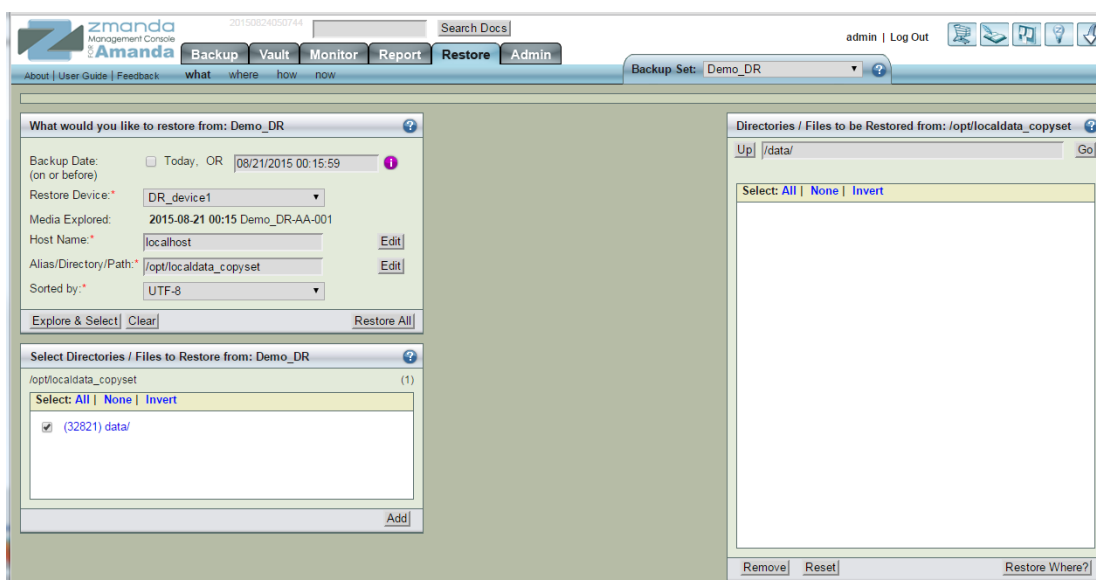 20150824050744
Search Docs
zmanda
Management Console
FOR Amanda
admin | Log Out
Backup Vault Monitor Report Restore Admin
About | User Guide | Feedback what where how now
Backup Set: Demo_DR
What would you like to restore from: Demo_DR
Backup Date:
(on or before)
Today, OR 08/21/2015 00:15:59
Restore Device:* DR_device1
Media Explored: 2015-08-21 00:15 Demo_DR-AA-001
Host Name:* localhost Edit
Alias/Directory/Path:* /opt/localdata_copyset Edit
Sorted by:* UTF-8
Explore & Select Clear Restore All
Select Directories / Files to Restore from: Demo_DR
/opt/localdata_copyset (1)
Select: All | None | Invert
(32821) data/
Add
Directories / Files to be Restored from: /opt/localdata_copyset
Up /data/ Go
Select: All | None | Invert
Remove Reset Restore Where?